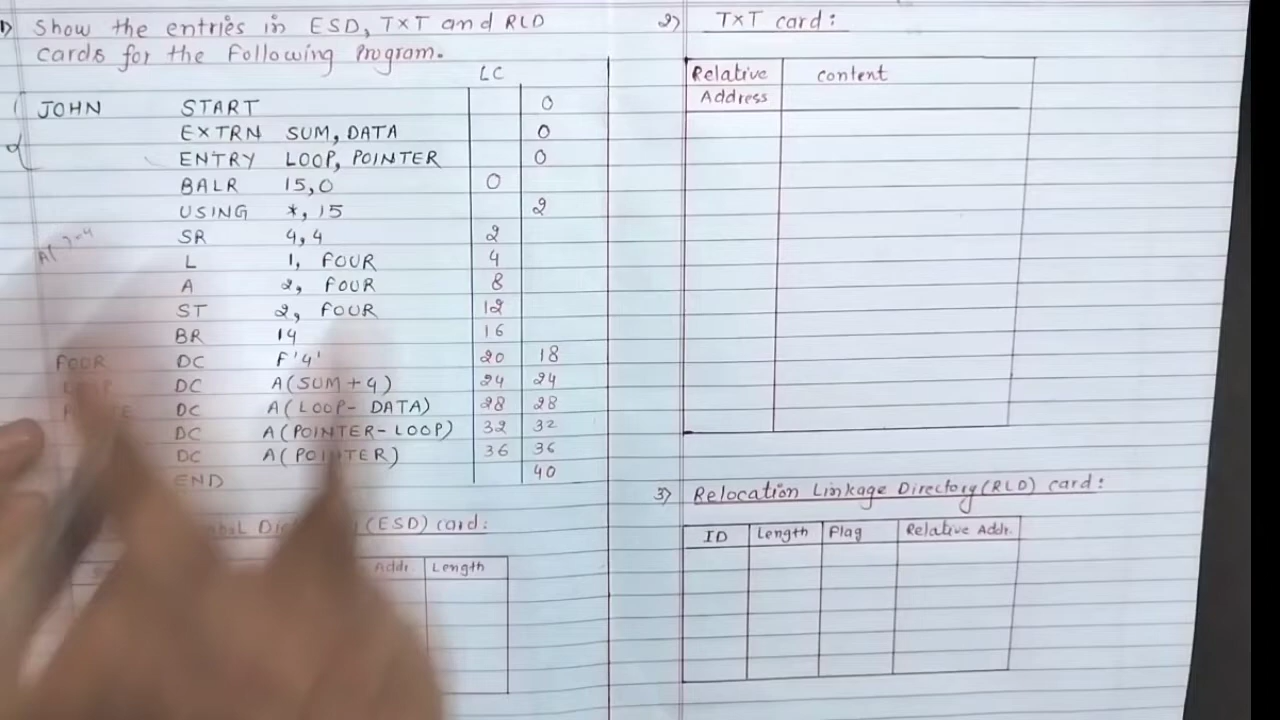 1) Show the entries in ESD, TXT and RLD
cards for the Following Program.
LC
JOHN START 0
EXTRN SUM, DATA 0
ENTRY LOOP, POINTER 0
BALR 15,0 0
USING *, 15 2
SR 4,4 2
A( )=4
L 1, FOUR 4
A 2, FOUR 8
ST 2, FOUR 12
BR 14 16
FOUR DC F'4' 20 18
LOOP DC A(SUM+4) 24 24
DC A(LOOP- DATA) 28 28
DC A(POINTER-LOOP) 32 32
DC A(POINTER) 36 36
END 40
(ESD) card:
Addr. Length
2) TXT card:
Relative Address content
3) Relocation Linkage Directory(RLD) card:
ID Length Flag Relative Addr.